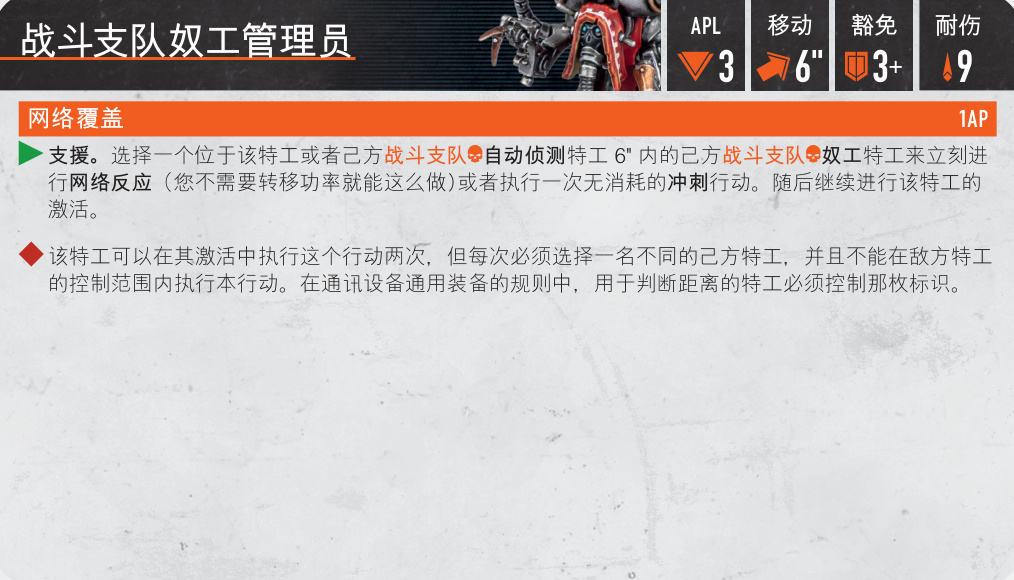 战斗支队奴工管理员
APL
3
移动
6"
豁免
3+
耐伤
9
网络覆盖 1AP
支援。选择一个位于该特工或者己方战斗支队自动侦测特工 6" 内的己方战斗支队奴工特工来立刻进
行网络反应（您不需要转移功率就能这么做）或者执行一次无消耗的冲刺行动。随后继续进行该特工的
激活。
该特工可以在其激活中执行这个行动两次，但每次必须选择一名不同的己方特工，并且不能在敌方特工
的控制范围内执行本行动。在通讯设备通用装备的规则中，用于判断距离的特工必须控制那枚标识。